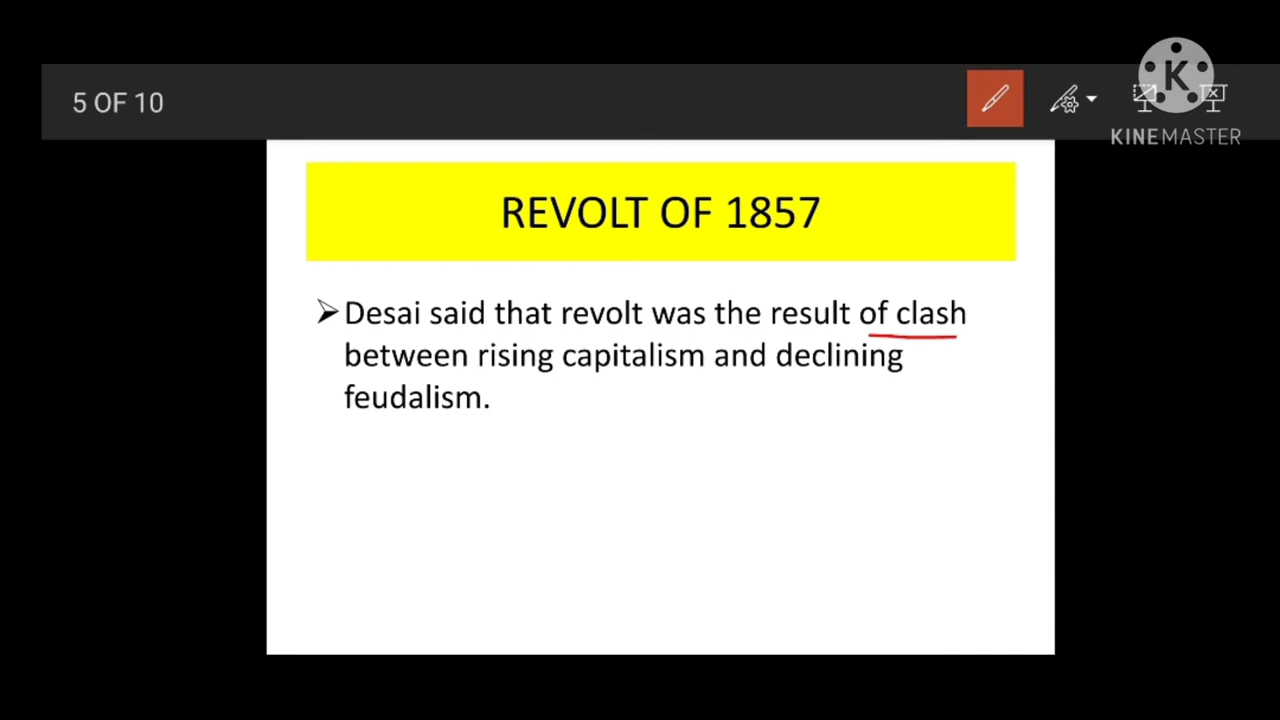 5 OF 10
K
KINEMASTER
REVOLT OF 1857
➢Desai said that revolt was the result of clash
between rising capitalism and declining
feudalism.